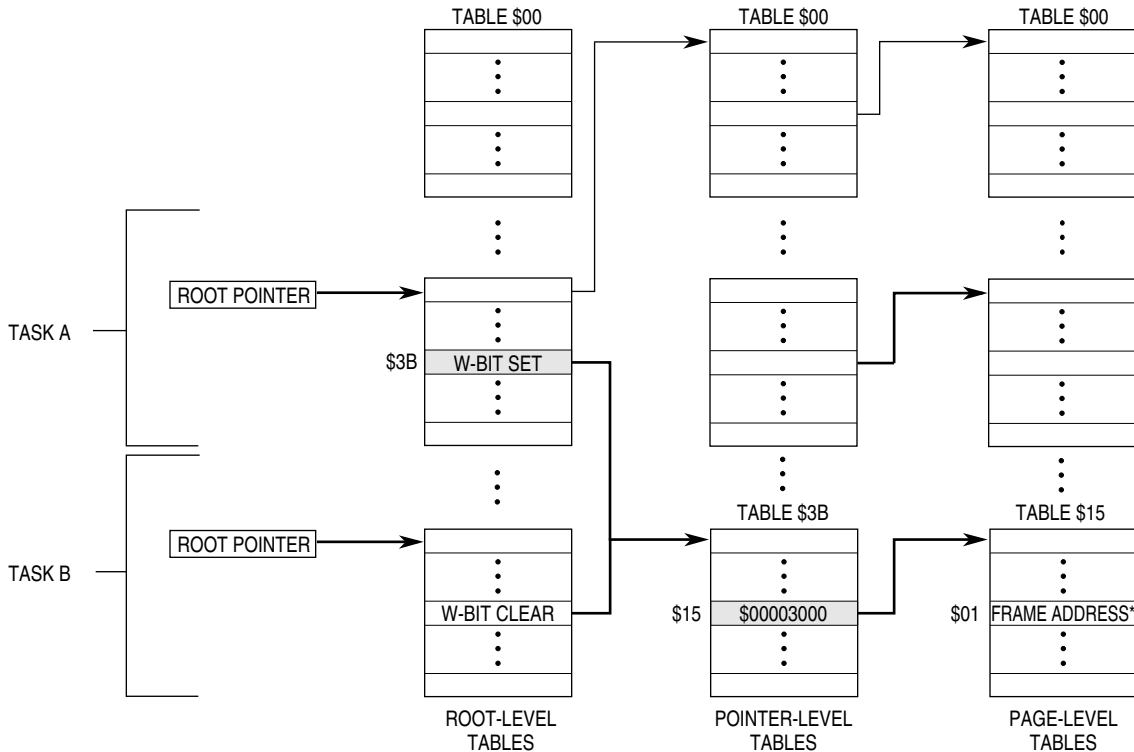 TABLE $00 TABLE $00 TABLE $00
ROOT POINTER
TASK A
$3B W-BIT SET
TABLE $3B TABLE $15
ROOT POINTER
TASK B
W-BIT CLEAR $15 $00003000 $01 FRAME ADDRESS*
ROOT-LEVEL
TABLES
POINTER-LEVEL
TABLES
PAGE-LEVEL
TABLES